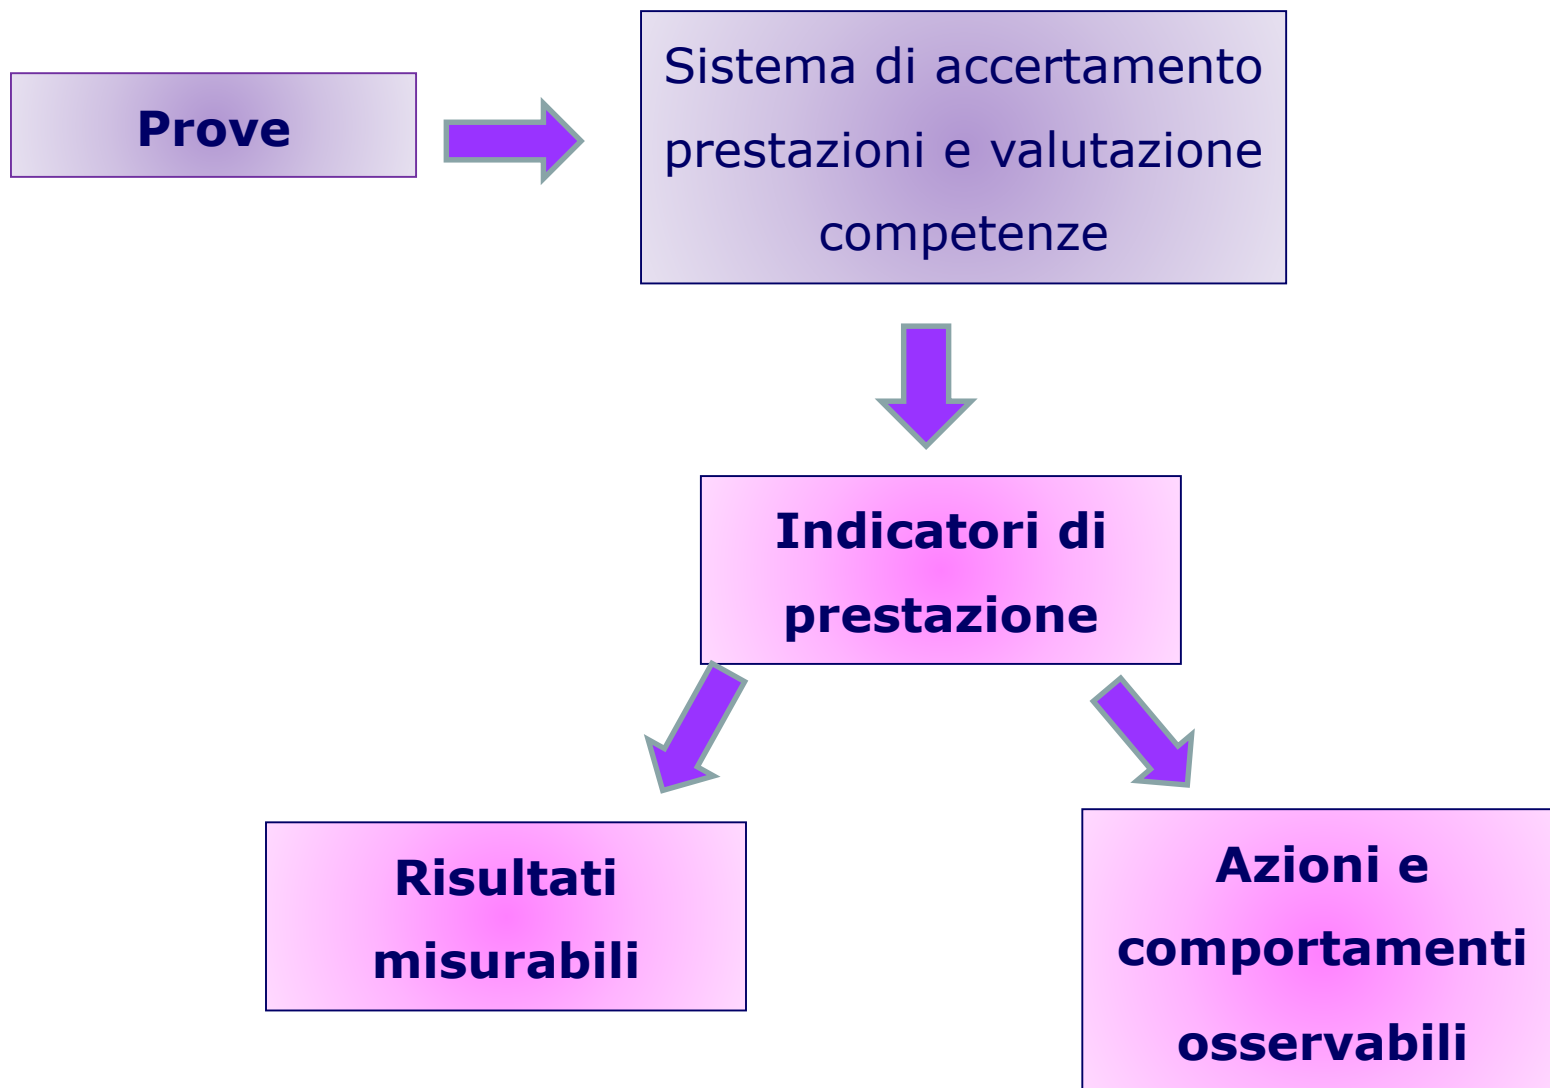 Prove
Sistema di accertamento
prestazioni e valutazione
competenze
Indicatori di
prestazione
Risultati
misurabili
Azioni e
comportamenti
osservabili